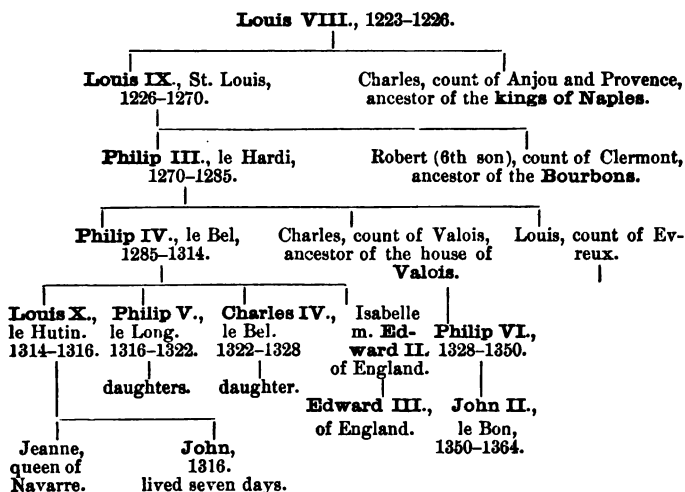 Louis VIII., 1223-1226.
Louis IX., St. Louis,
1226-1270.
Charles, count of Anjou and Provence,
ancestor of the kings of Naples.
Philip III., le Hardi,
1270-1285.
Robert (6th son), count of Clermont,
ancestor of the Bourbons.
Philip IV., le Bel,
1285-1314.
Charles, count of Valois,
ancestor of the house of
Valois.
Louis, count of Ev-
reux.
Louis X.,
le Hutin.
1314-1316.
Philip V.,
le Long.
1316-1322.
Charles IV.,
le Bel.
1322-1328
Isabelle
m. Ed-
ward II.
of England.
Philip VI.,
1328-1350.
daughters.
daughter.
Edward III.,
of England.
John II.,
le Bon,
1350-1364.
Jeanne,
queen of
Navarre.
John,
1316.
lived seven days.